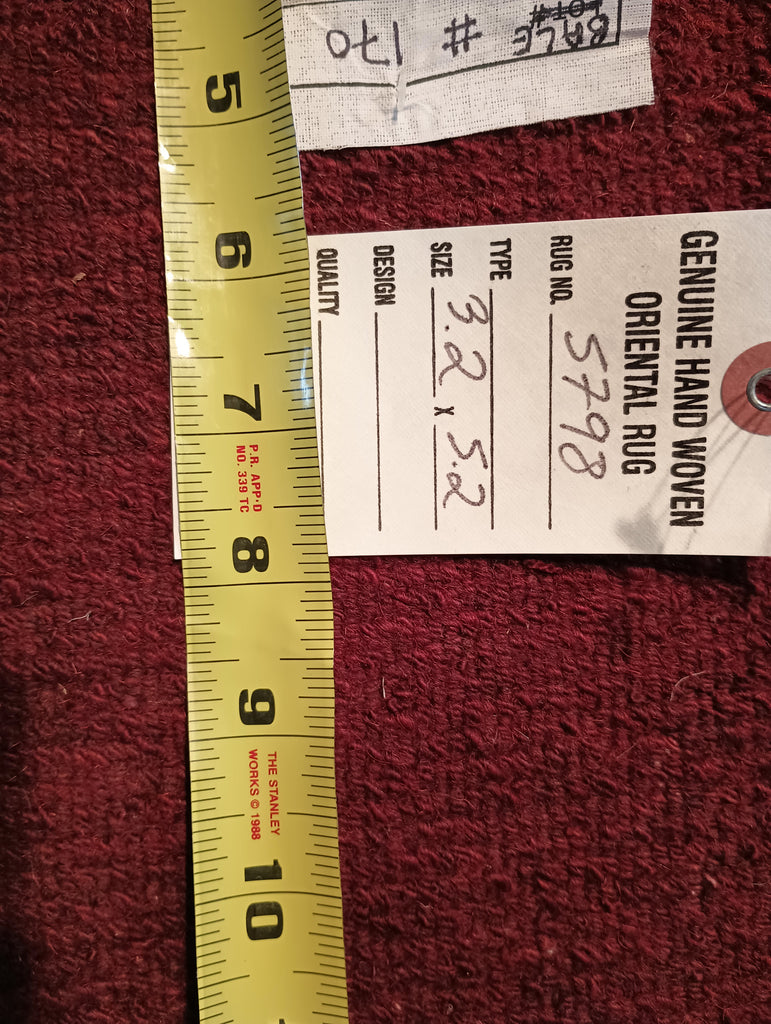 GENUINE HAND WOVEN
ORIENTAL RUG
RUG NO. 5798
TYPE
SIZE 3.2 X 5.2
DESIGN
QUALITY
BALE # 170
5
6
7
P.R. APP'D
NO. 339 TC
8
9
THE STANLEY
WORKS © 1988
10